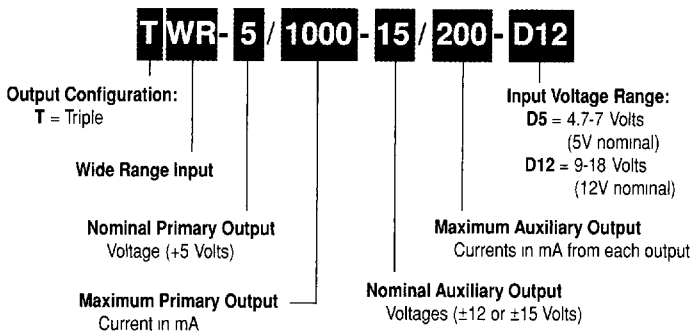 TWR-5/1000-15/200-D12
Output Configuration:
T = Triple
Wide Range Input
Nominal Primary Output
Voltage (+5 Volts)
Maximum Primary Output
Current in mA
Input Voltage Range:
D5 = 4.7-7 Volts
(5V nominal)
D12 = 9-18 Volts
(12V nominal)
Maximum Auxiliary Output
Currents in mA from each output
Nominal Auxiliary Output
Voltages (±12 or ±15 Volts)